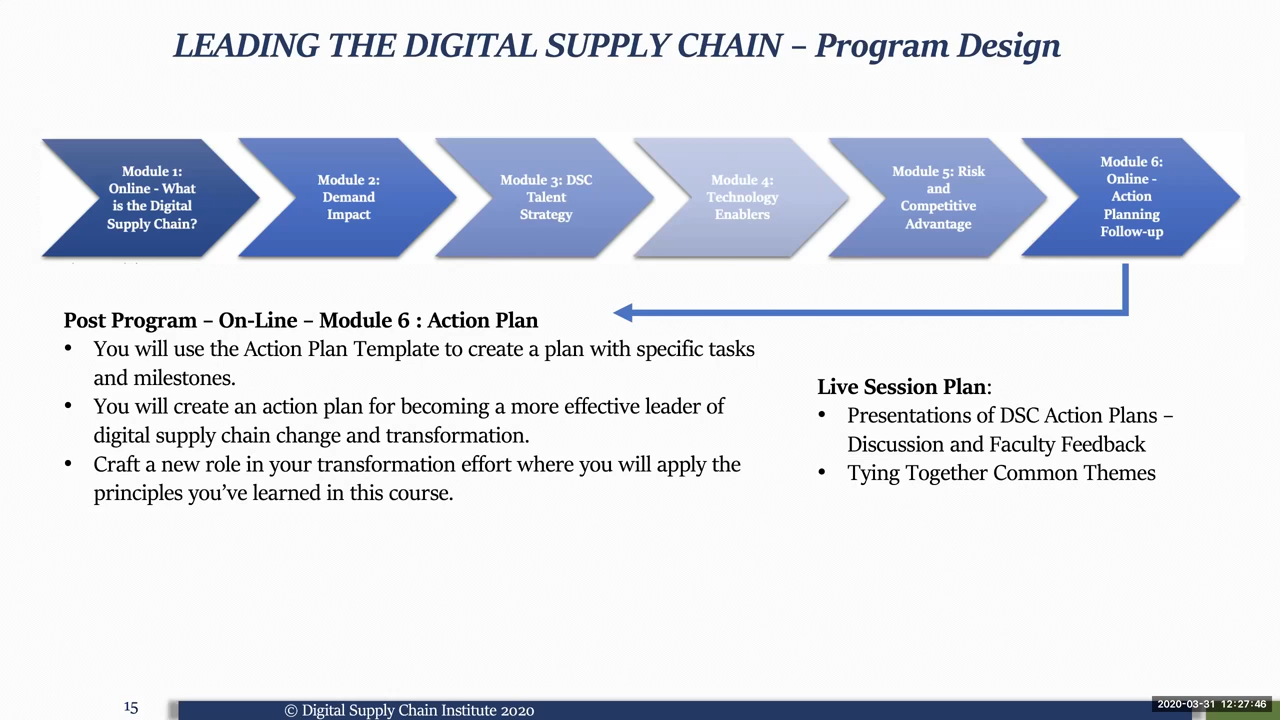 LEADING THE DIGITAL SUPPLY CHAIN – Program Design
Module 1:
Online - What
is the Digital
Supply Chain?
Module 2:
Demand
Impact
Module 3: DSC
Talent
Strategy
Module 4:
Technology
Enablers
Module 5: Risk
and
Competitive
Advantage
Module 6:
Online -
Action
Planning
Follow-up
Post Program – On-Line – Module 6 : Action Plan
• You will use the Action Plan Template to create a plan with specific tasks
and milestones.
• You will create an action plan for becoming a more effective leader of
digital supply chain change and transformation.
• Craft a new role in your transformation effort where you will apply the
principles you’ve learned in this course.
Live Session Plan:
• Presentations of DSC Action Plans –
Discussion and Faculty Feedback
• Tying Together Common Themes
15
© Digital Supply Chain Institute 2020
2020-03-31 12:27:46